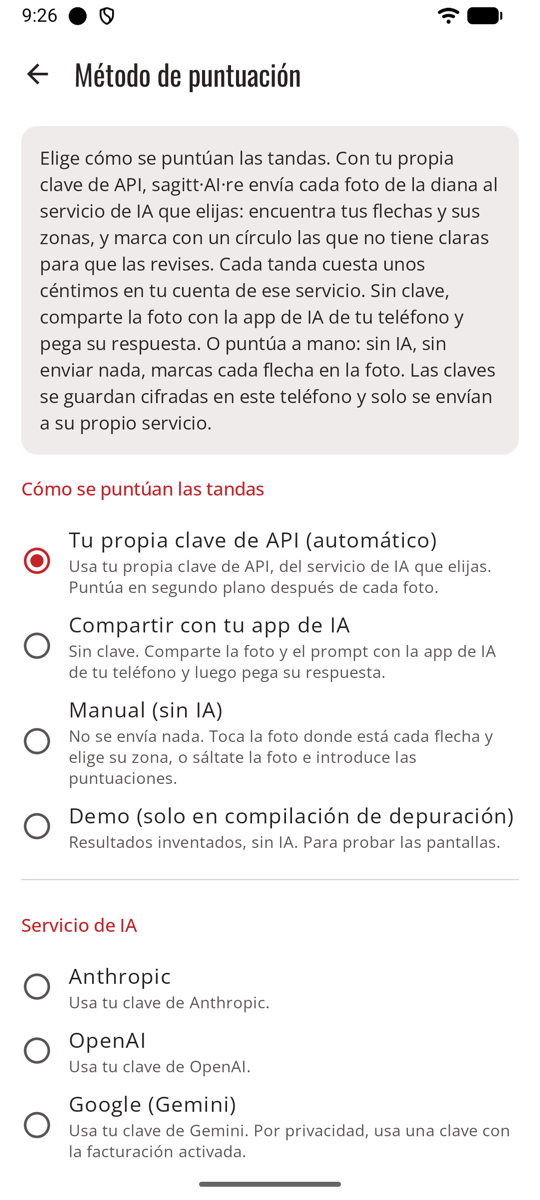 9:26
Método de puntuación
Elige cómo se puntúan las tandas. Con tu propia
clave de API, sagitt·AI·re envía cada foto de la diana al
servicio de IA que elijas: encuentra tus flechas y sus
zonas, y marca con un círculo las que no tiene claras
para que las revises. Cada tanda cuesta unos
céntimos en tu cuenta de ese servicio. Sin clave,
comparte la foto con la app de IA de tu teléfono y
pega su respuesta. O puntúa a mano: sin IA, sin
enviar nada, marcas cada flecha en la foto. Las claves
se guardan cifradas en este teléfono y solo se envían
a su propio servicio.
Cómo se puntúan las tandas
Tu propia clave de API (automático)
Usa tu propia clave de API, del servicio de IA que elijas.
Puntúa en segundo plano después de cada foto.
Compartir con tu app de IA
Sin clave. Comparte la foto y el prompt con la app de IA
de tu teléfono y luego pega su respuesta.
Manual (sin IA)
No se envía nada. Toca la foto donde está cada flecha y
elige su zona, o sáltate la foto e introduce las
puntuaciones.
Demo (solo en compilación de depuración)
Resultados inventados, sin IA. Para probar las pantallas.
Servicio de IA
Anthropic
Usa tu clave de Anthropic.
OpenAI
Usa tu clave de OpenAI.
Google (Gemini)
Usa tu clave de Gemini. Por privacidad, usa una clave con
la facturación activada.